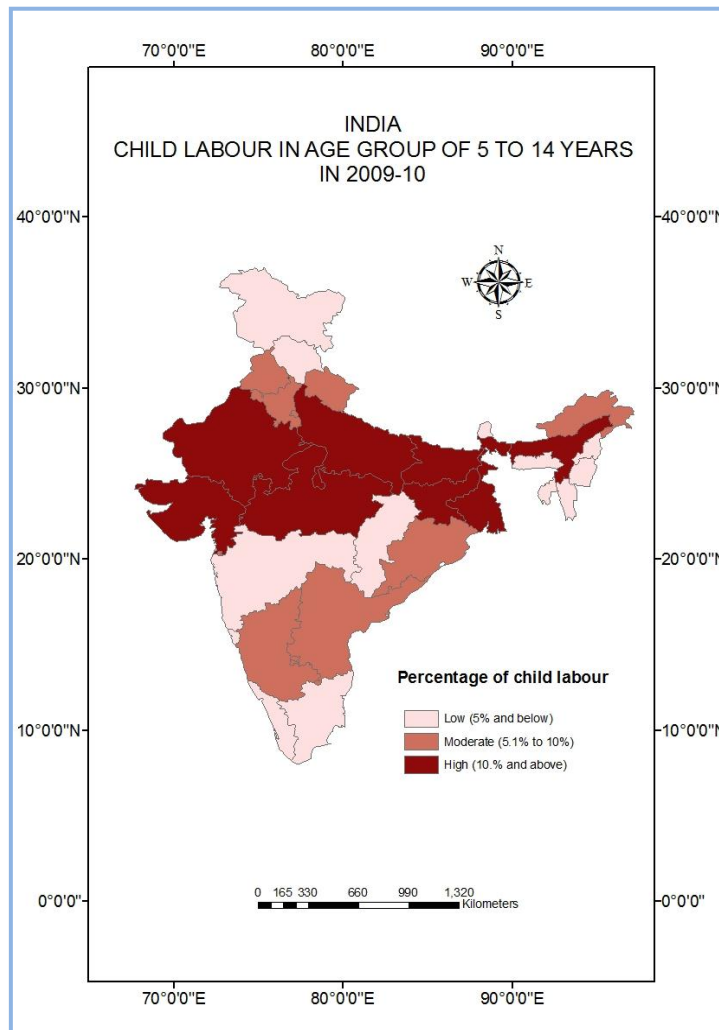 70°0'0"E 80°0'0"E 90°0'0"E
INDIA
CHILD LABOUR IN AGE GROUP OF 5 TO 14 YEARS
IN 2009-10
40°0'0"N 40°0'0"N
N
W E
S
30°0'0"N 30°0'0"N
20°0'0"N 20°0'0"N
Percentage of child labour
Low (5% and below)
10°0'0"N 10°0'0"N
Moderate (5.1% to 10%)
High (10.% and above)
0 165 330 660 990 1,320
Kilometers
0°0'0" 0°0'0"
70°0'0"E 80°0'0"E 90°0'0"E